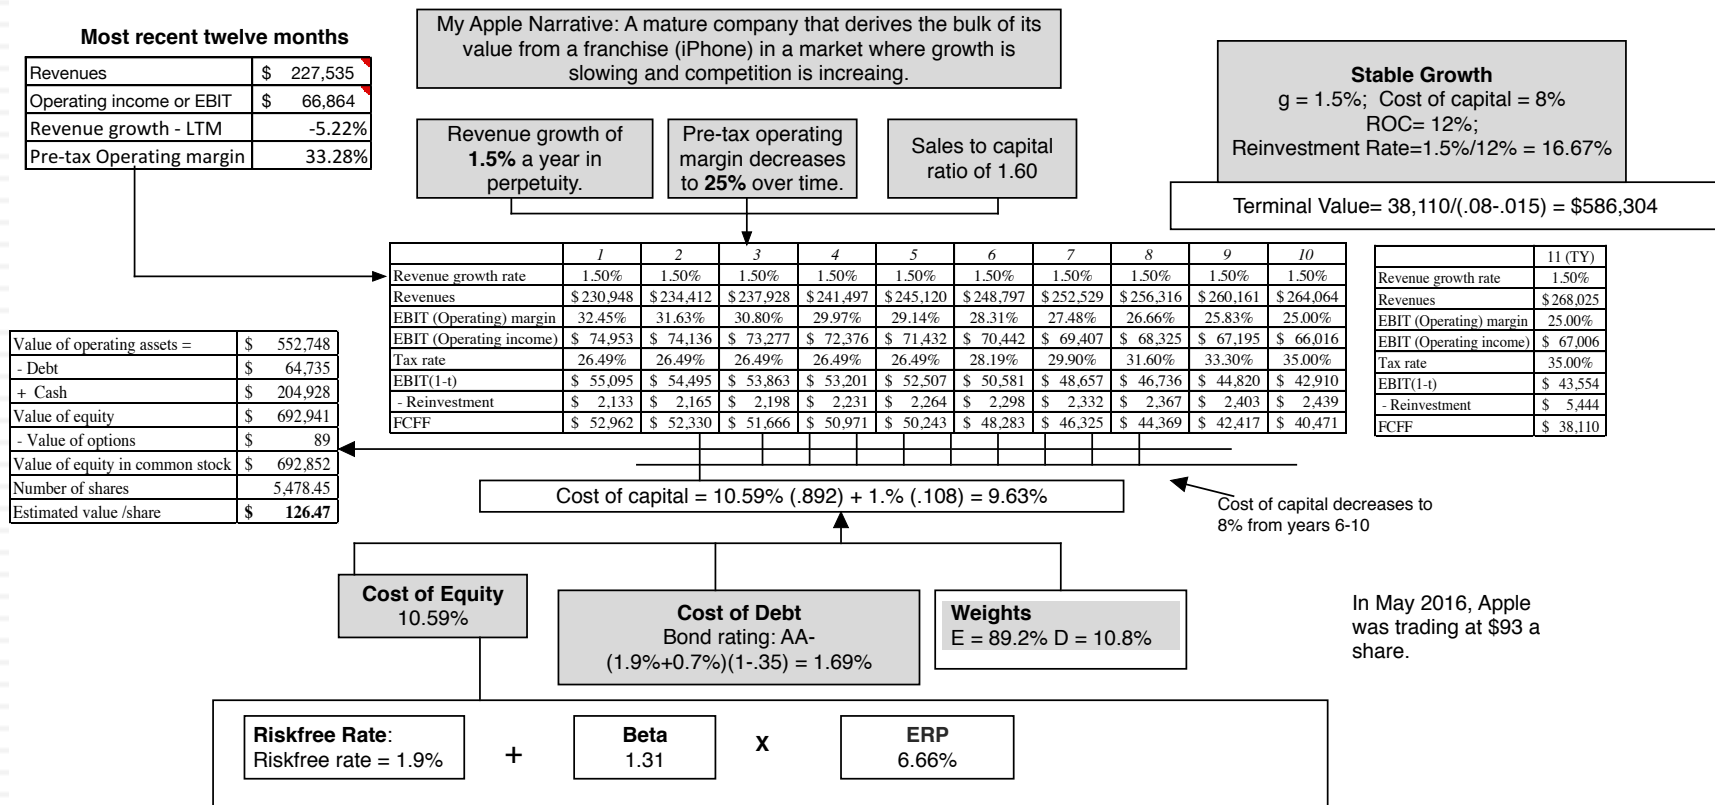 Most recent twelve months
Revenues $ 227,535
Operating income or EBIT $ 66,864
Revenue growth - LTM -5.22%
Pre-tax Operating margin 33.28%
My Apple Narrative: A mature company that derives the bulk of its
value from a franchise (iPhone) in a market where growth is
slowing and competition is increaing.
Revenue growth of
1.5% a year in
perpetuity.
Pre-tax operating
margin decreases
to 25% over time.
Sales to capital
ratio of 1.60
Stable Growth
g = 1.5%; Cost of capital = 8%
ROC= 12%;
Reinvestment Rate=1.5%/12% = 16.67%
Terminal Value= 38,110/(.08-.015) = $586,304
1 2 3 4 5 6 7 8 9 10
Revenue growth rate 1.50% 1.50% 1.50% 1.50% 1.50% 1.50% 1.50% 1.50% 1.50% 1.50%
Revenues $ 230,948 $ 234,412 $ 237,928 $ 241,497 $ 245,120 $ 248,797 $ 252,529 $ 256,316 $ 260,161 $ 264,064
EBIT (Operating) margin 32.45% 31.63% 30.80% 29.97% 29.14% 28.31% 27.48% 26.66% 25.83% 25.00%
EBIT (Operating income) $ 74,953 $ 74,136 $ 73,277 $ 72,376 $ 71,432 $ 70,442 $ 69,407 $ 68,325 $ 67,195 $ 66,016
Tax rate 26.49% 26.49% 26.49% 26.49% 26.49% 28.19% 29.90% 31.60% 33.30% 35.00%
EBIT(1-t) $ 55,095 $ 54,495 $ 53,863 $ 53,201 $ 52,507 $ 50,581 $ 48,657 $ 46,736 $ 44,820 $ 42,910
- Reinvestment $ 2,133 $ 2,165 $ 2,198 $ 2,231 $ 2,264 $ 2,298 $ 2,332 $ 2,367 $ 2,403 $ 2,439
FCFF $ 52,962 $ 52,330 $ 51,666 $ 50,971 $ 50,243 $ 48,283 $ 46,325 $ 44,369 $ 42,417 $ 40,471
11 (TY)
Revenue growth rate 1.50%
Revenues $ 268,025
EBIT (Operating) margin 25.00%
EBIT (Operating income) $ 67,006
Tax rate 35.00%
EBIT(1-t) $ 43,554
- Reinvestment $ 5,444
FCFF $ 38,110
Value of operating assets = $ 552,748
- Debt $ 64,735
+ Cash $ 204,928
Value of equity $ 692,941
- Value of options $ 89
Value of equity in common stock $ 692,852
Number of shares 5,478.45
Estimated value /share $ 126.47
Cost of capital = 10.59% (.892) + 1.% (.108) = 9.63%
Cost of capital decreases to
8% from years 6-10
Cost of Equity
10.59%
Cost of Debt
Bond rating: AA-
(1.9%+0.7%)(1-.35) = 1.69%
Weights
E = 89.2% D = 10.8%
In May 2016, Apple
was trading at $93 a
share.
Riskfree Rate:
Riskfree rate = 1.9%
+
Beta
1.31
X
ERP
6.66%